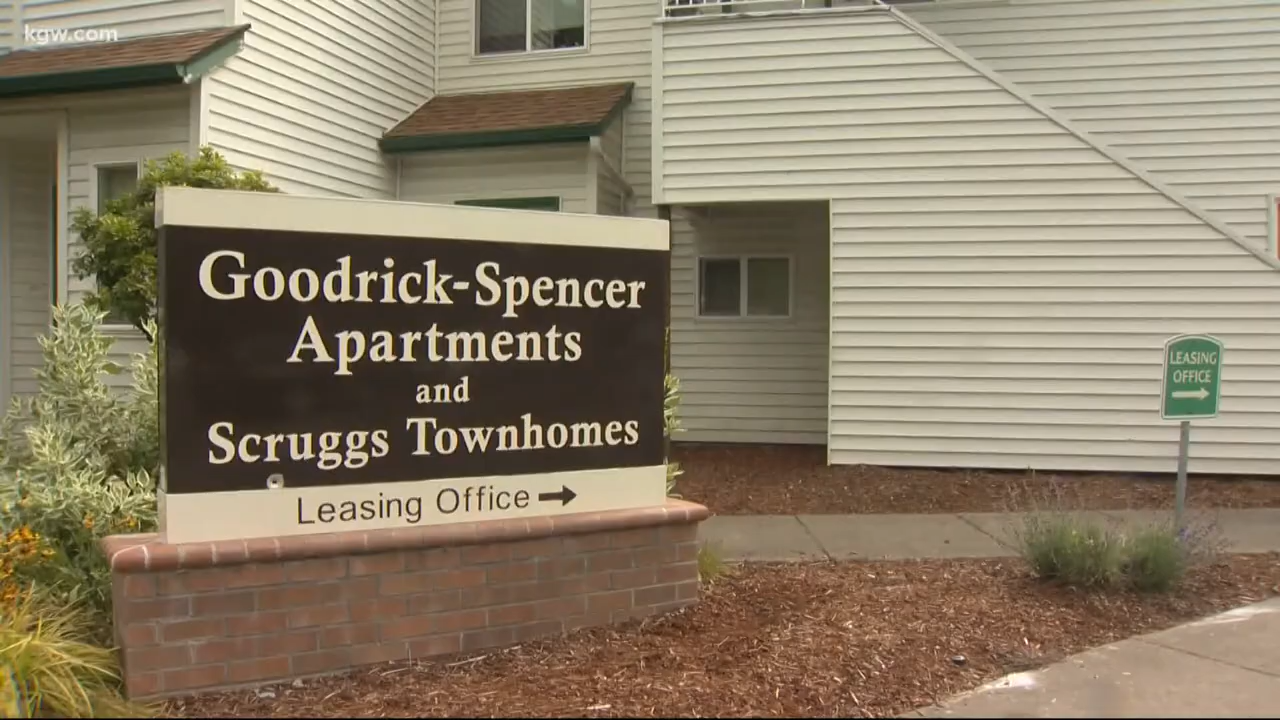 kgw.com
Goodrick-Spencer
Apartments
and
Scruggs Townhomes
Leasing Office →
LEASING
OFFICE
→